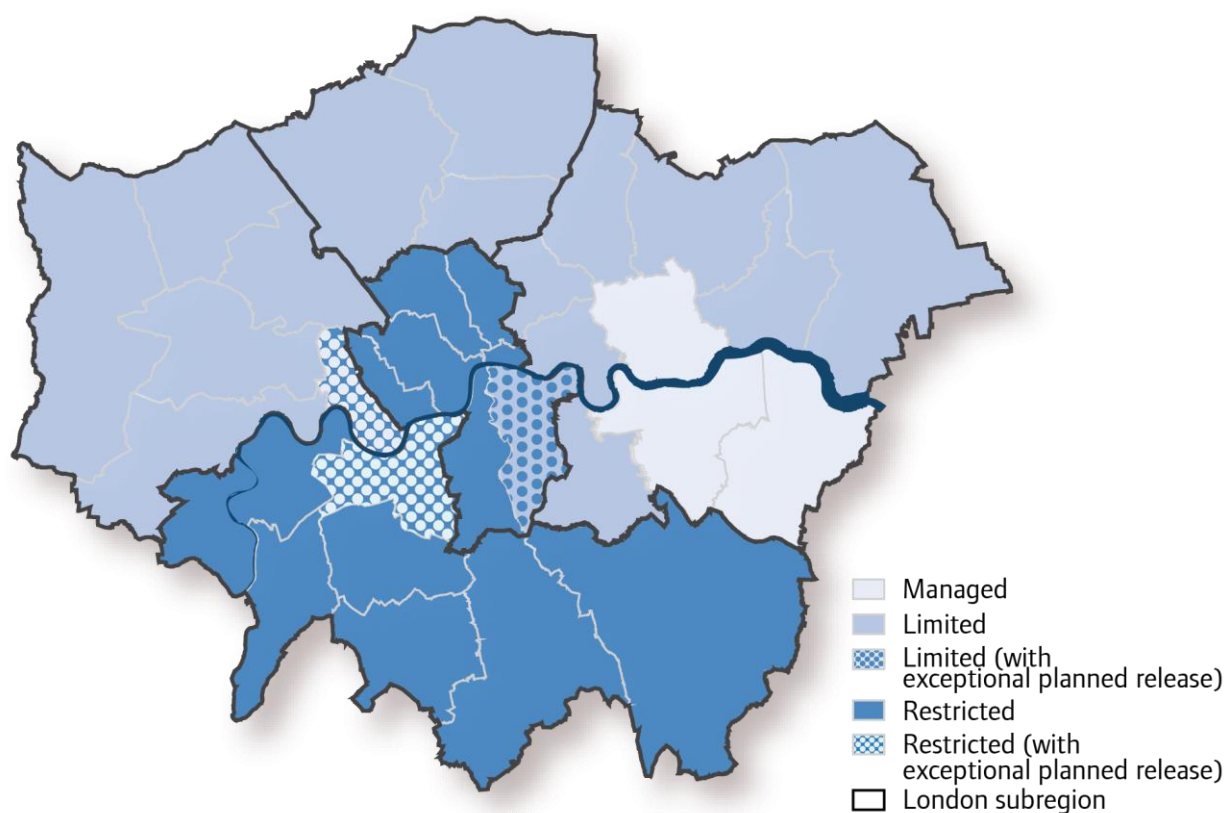 Managed
Limited
Limited (with
exceptional planned release)
Restricted
Restricted (with
exceptional planned release)
London subregion